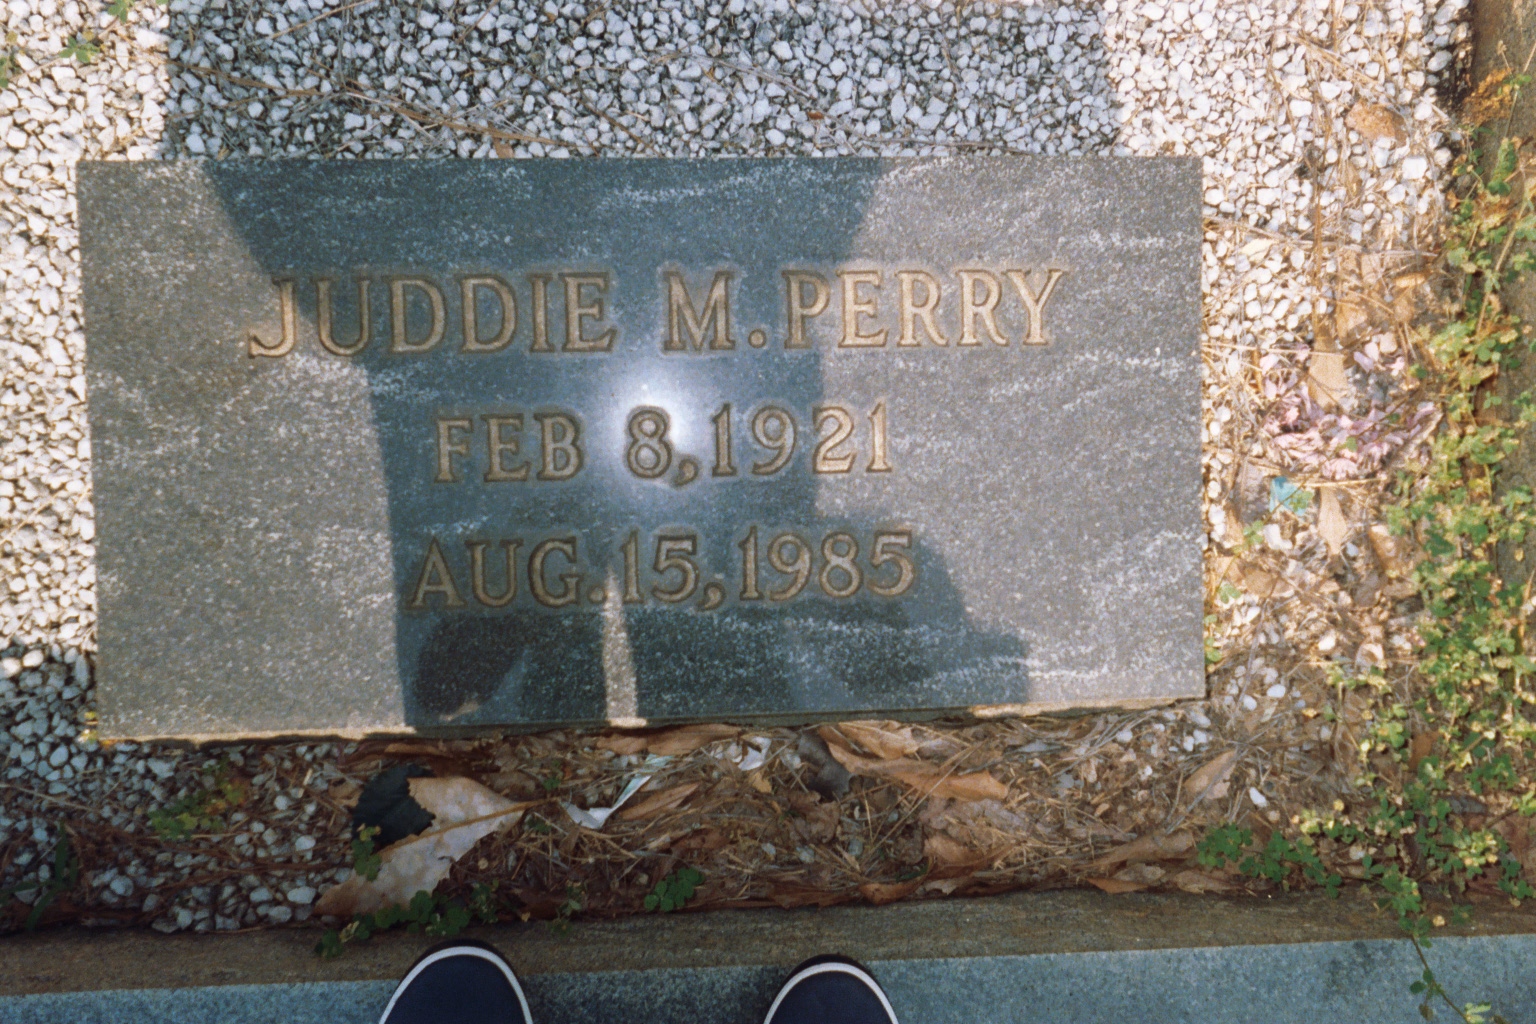 JUDDIE M. PERRY
FEB 8, 1921
AUG. 15, 1985